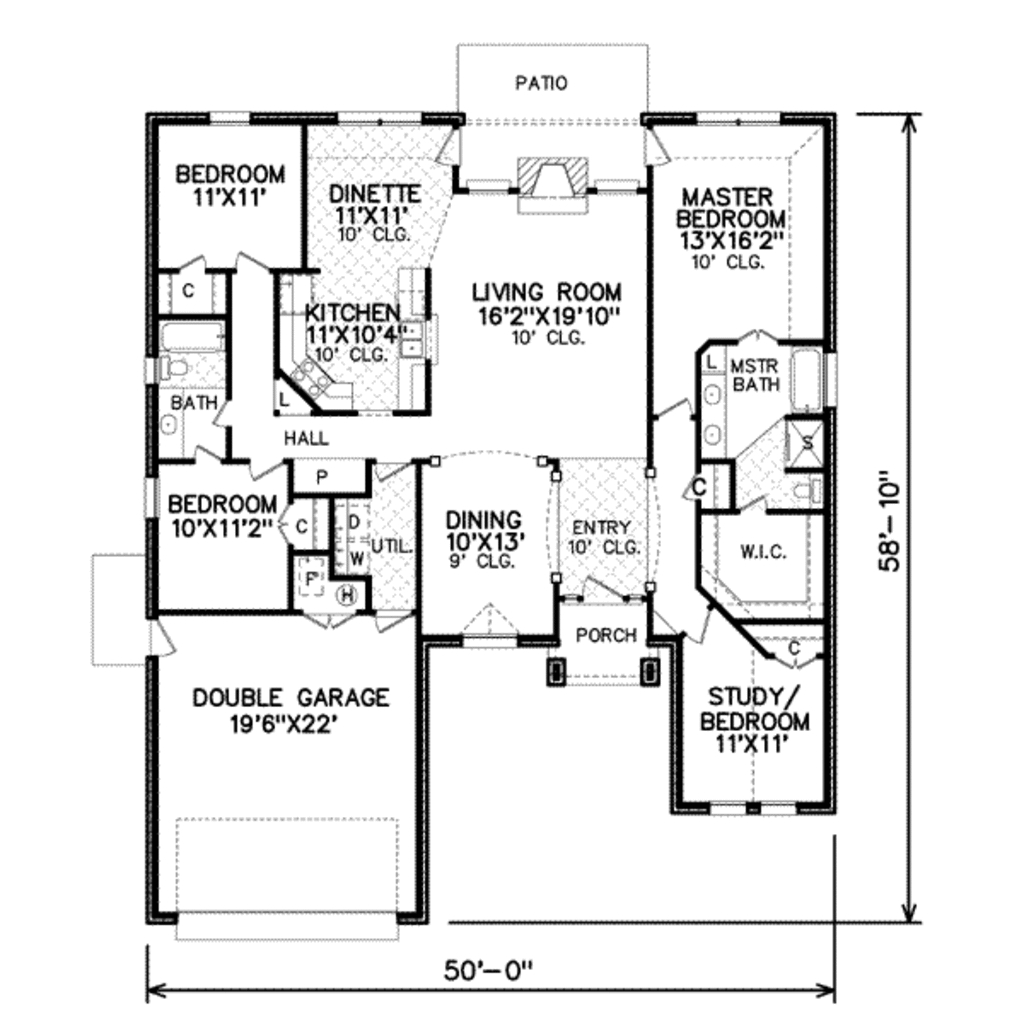 PATIO
BEDROOM
11'X11'
DINETTE
11'X11'
10' CLG.
MASTER
BEDROOM
13'X16'2"
10' CLG.
C
LIVING ROOM
16'2"X19'10"
10' CLG.
KITCHEN
11'X10'4"
10' CLG.
L
MSTR
BATH
BATH
L
HALL
S
P
C
BEDROOM
10'X11'2"
C
D
W
UTIL.
DINING
10'X13'
9' CLG.
ENTRY
10' CLG.
W.I.C.
F
H
PORCH
C
DOUBLE GARAGE
19'6"X22'
STUDY/
BEDROOM
11'X11'
58'-10"
50'-0"